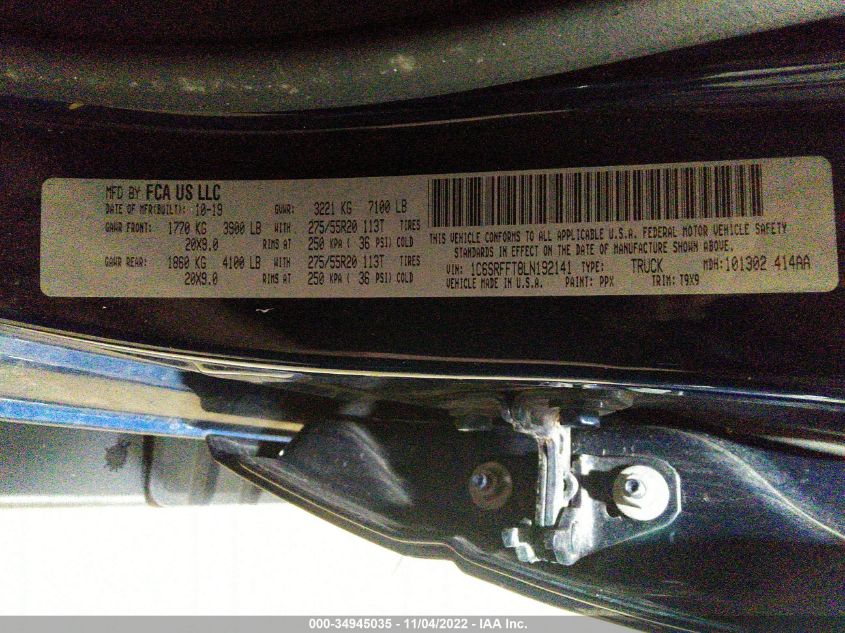 MFD BY FCA US LLC
DATE OF MFR(BUILT): 10-19 GVWR: 3221 KG 7100 LB
GAWR FRONT: 1770 KG 3900 LB WITH 275/55R20 113T TIRES
20X9.0 RIMS AT 250 KPA ( 36 PSI) COLD
GAWR REAR: 1860 KG 4100 LB WITH 275/55R20 113T TIRES
20X9.0 RIMS AT 250 KPA ( 36 PSI) COLD
THIS VEHICLE CONFORMS TO ALL APPLICABLE U.S.A. FEDERAL MOTOR VEHICLE SAFETY
STANDARDS IN EFFECT ON THE DATE OF MANUFACTURE SHOWN ABOVE.
VIN: 1C6SRFFT8LN192141 TYPE: TRUCK MDH:101302 414AA
VEHICLE MADE IN U.S.A. PAINT: PPX TRIM: T9X9
000-34945035 - 11/04/2022 - IAA Inc.